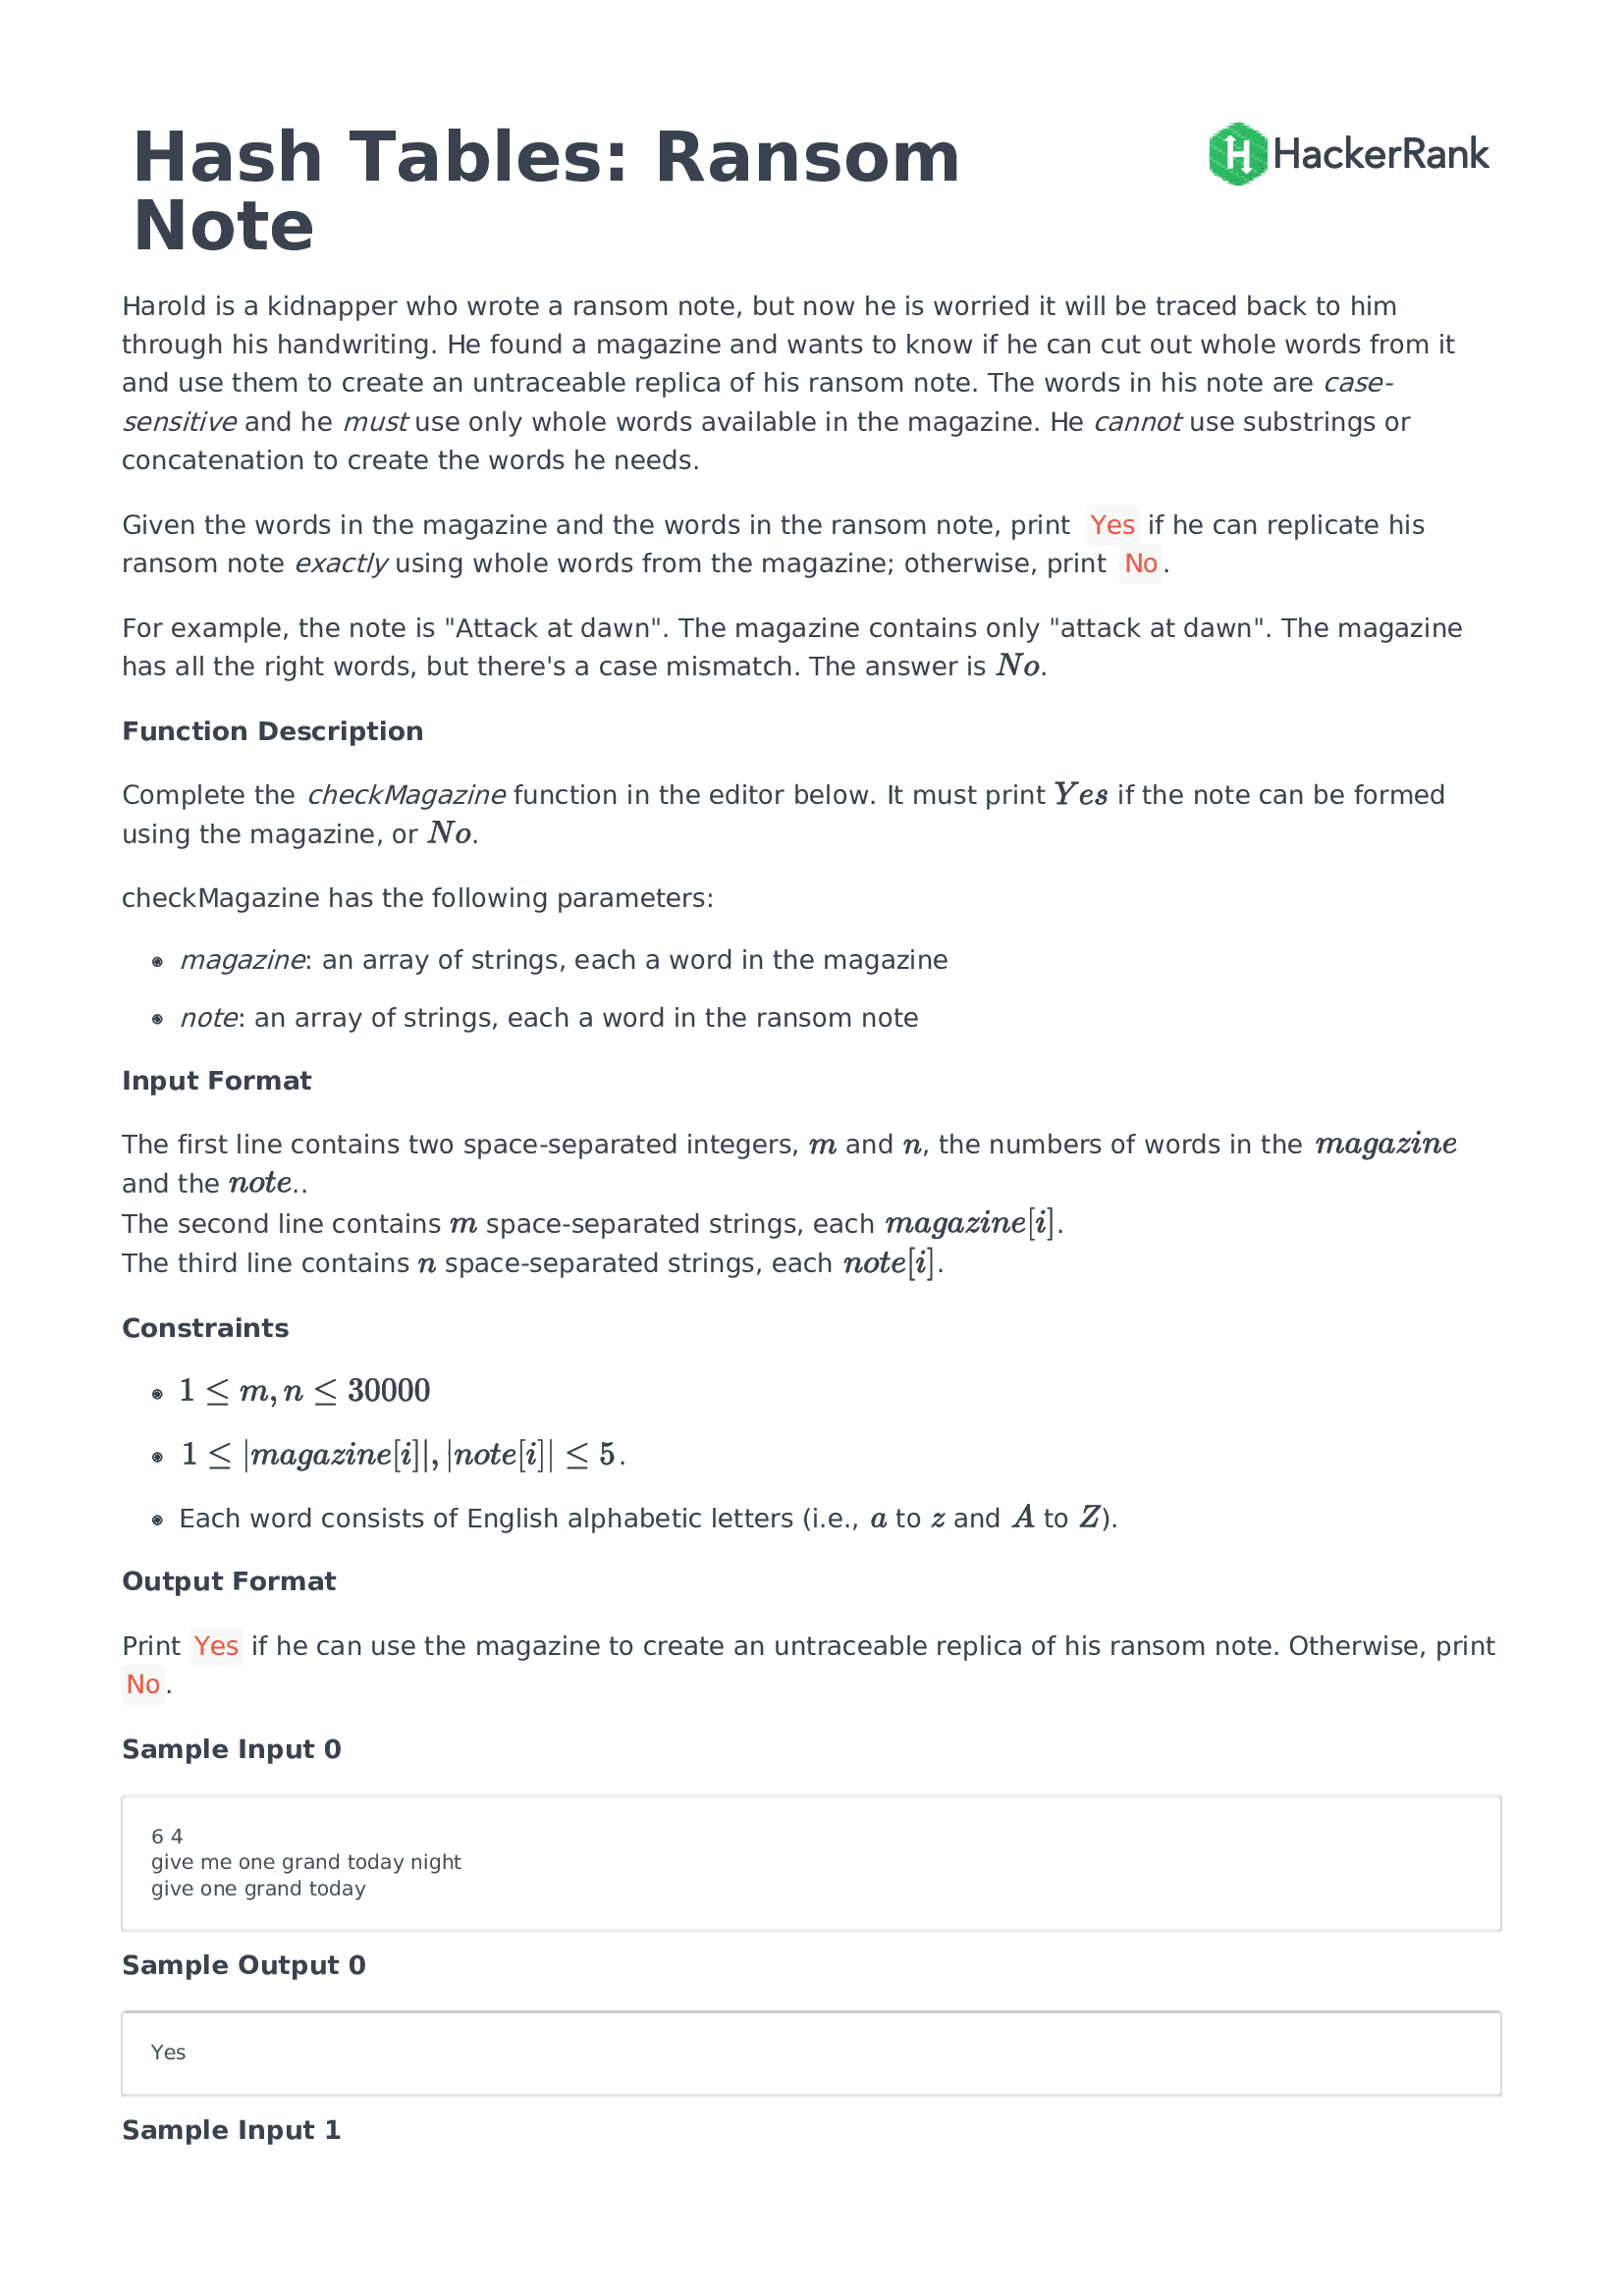 Hash Tables: Ransom
Note
HackerRank
Harold is a kidnapper who wrote a ransom note, but now he is worried it will be traced back to him
through his handwriting. He found a magazine and wants to know if he can cut out whole words from it
and use them to create an untraceable replica of his ransom note. The words in his note are case-
sensitive and he must use only whole words available in the magazine. He cannot use substrings or
concatenation to create the words he needs.
Given the words in the magazine and the words in the ransom note, print Yes if he can replicate his
ransom note exactly using whole words from the magazine; otherwise, print No.
For example, the note is "Attack at dawn". The magazine contains only "attack at dawn". The magazine
has all the right words, but there's a case mismatch. The answer is No.
Function Description
Complete the checkMagazine function in the editor below. It must print Yes if the note can be formed
using the magazine, or No.
checkMagazine has the following parameters:
• magazine: an array of strings, each a word in the magazine
• note: an array of strings, each a word in the ransom note
Input Format
The first line contains two space-separated integers, m and n, the numbers of words in the magazine
and the note..
The second line contains m space-separated strings, each magazine[i].
The third line contains n space-separated strings, each note[i].
Constraints
• 1 ≤ m, n ≤ 30000
• 1 ≤ |magazine[i]|, |note[i]| ≤ 5.
• Each word consists of English alphabetic letters (i.e., a to z and A to Z).
Output Format
Print Yes if he can use the magazine to create an untraceable replica of his ransom note. Otherwise, print
No.
Sample Input 0
6 4
give me one grand today night
give one grand today
Sample Output 0
Yes
Sample Input 1